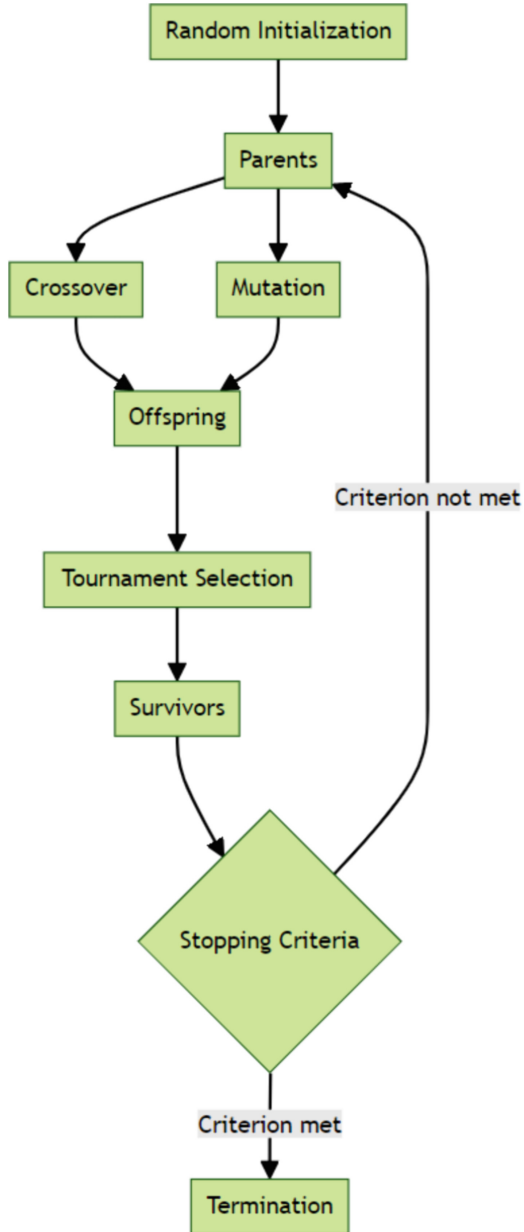 Random Initialization
Parents
Crossover
Mutation
Offspring
Criterion not met
Tournament Selection
Survivors
Stopping Criteria
Criterion met
Termination